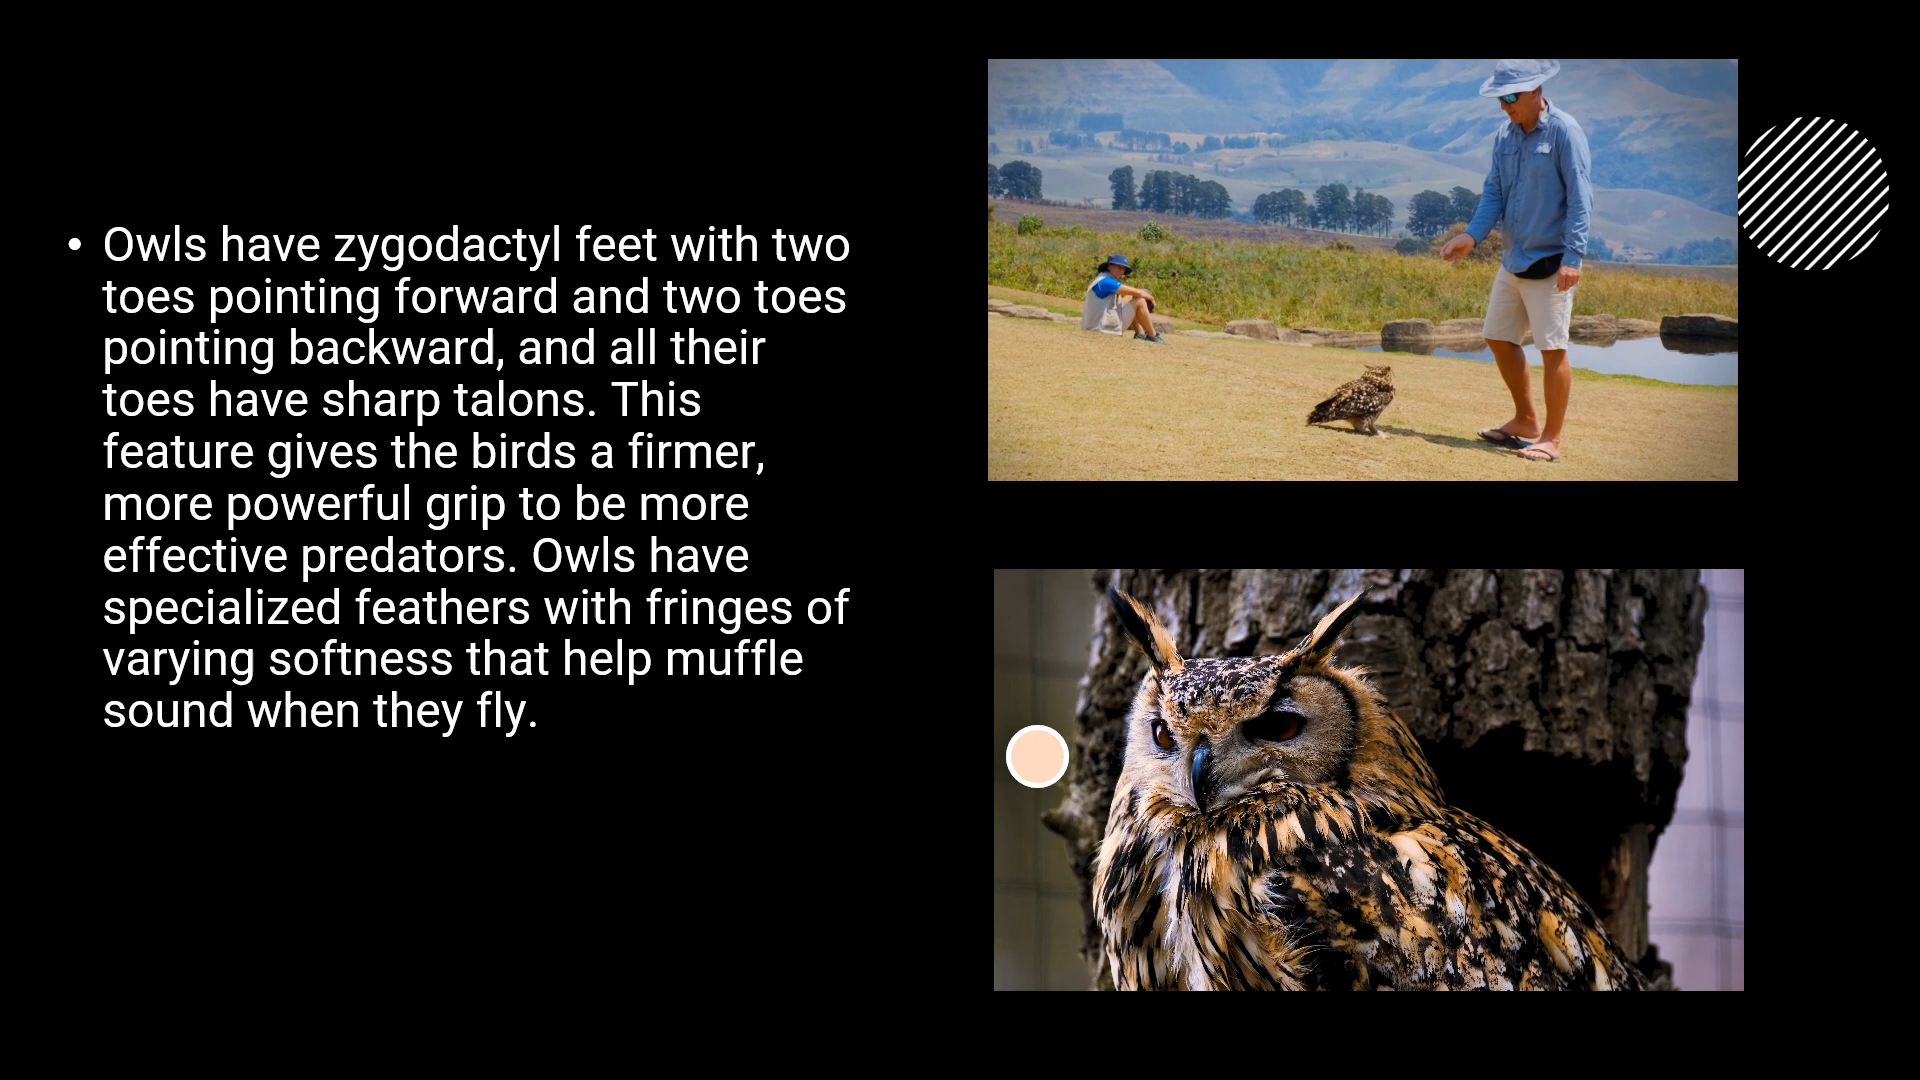 • Owls have zygodactyl feet with two
toes pointing forward and two toes
pointing backward, and all their
toes have sharp talons. This
feature gives the birds a firmer,
more powerful grip to be more
effective predators. Owls have
specialized feathers with fringes of
varying softness that help muffle
sound when they fly.